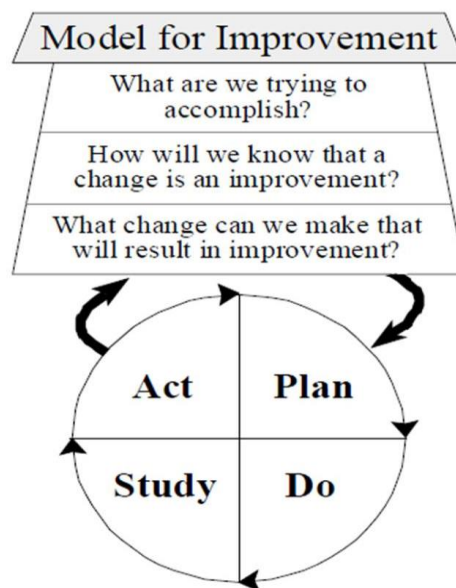 Model for Improvement
What are we trying to
accomplish?
How will we know that a
change is an improvement?
What change can we make that
will result in improvement?
Act
Plan
Study
Do